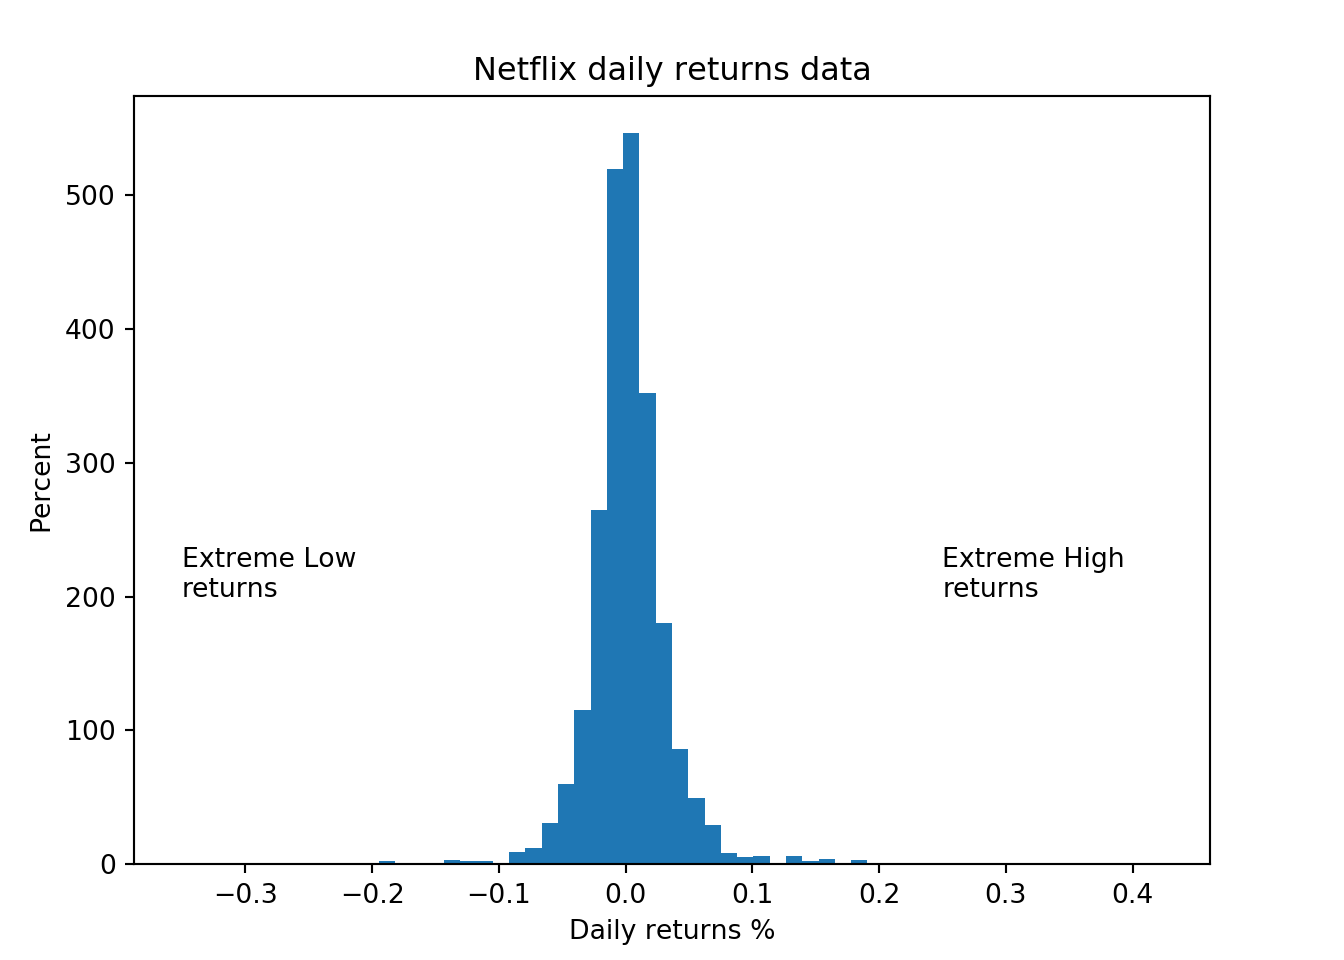 Netflix daily returns data
500
400
300
200
100
0
Percent
Extreme Low
returns
Extreme High
returns
−0.3 −0.2 −0.1 0.0 0.1 0.2 0.3 0.4
Daily returns %